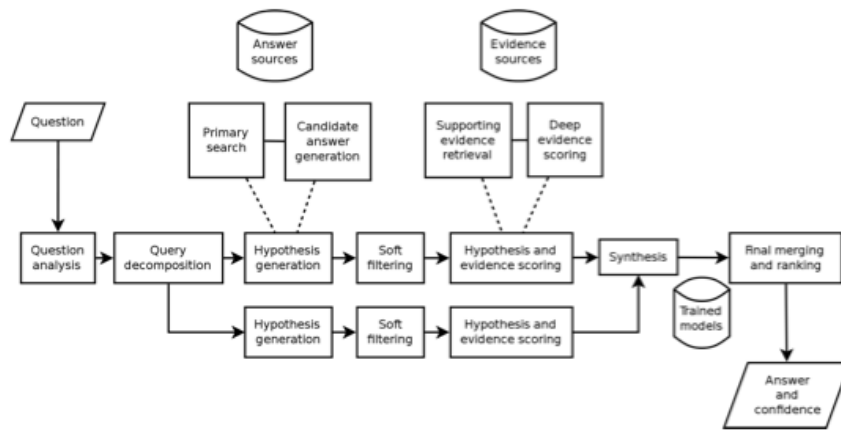 Answer
sources
Evidence
sources
Question
Primary
search
Candidate
answer
generation
Supporting
evidence
retrieval
Deep
evidence
scoring
Question
analysis
Query
decomposition
Hypothesis
generation
Soft
filtering
Hypothesis and
evidence scoring
Synthesis
Final merging
and ranking
Hypothesis
generation
Soft
filtering
Hypothesis and
evidence scoring
Trained
models
Answer
and
confidence